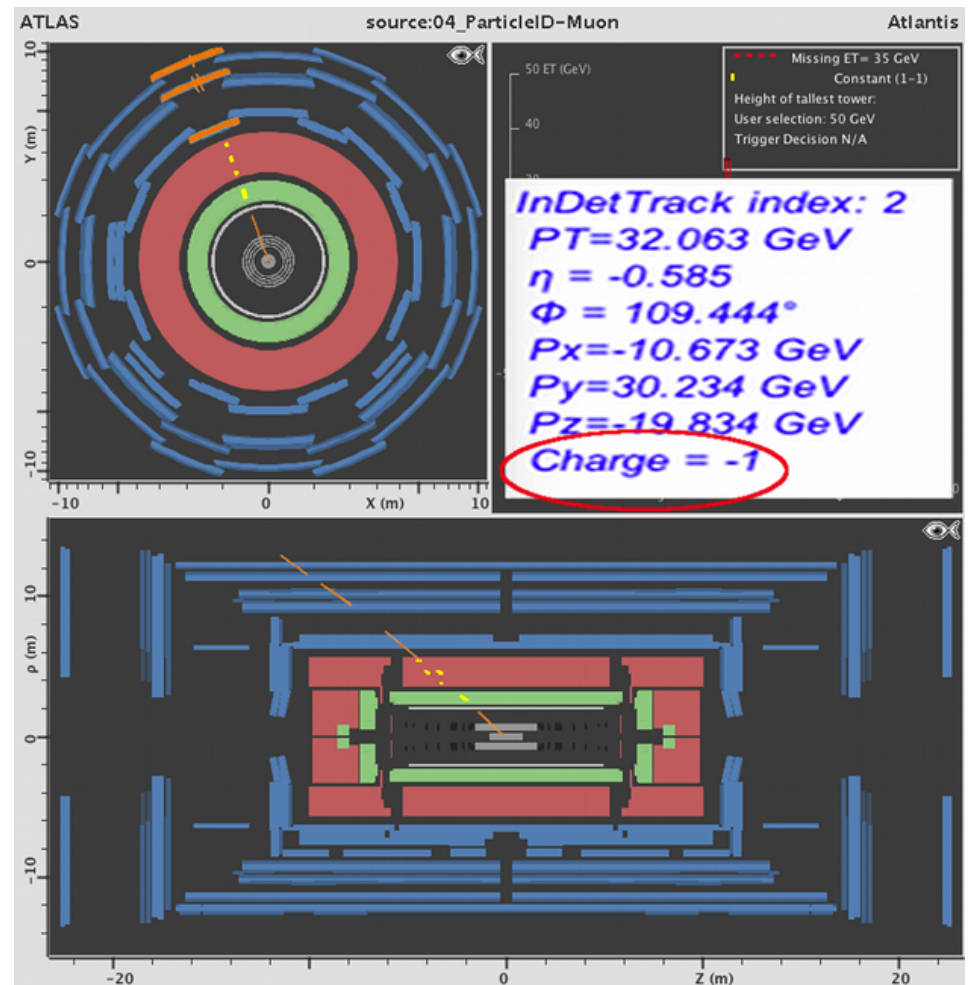 ATLAS source:04_ParticleID-Muon Atlantis
10
Y (m)
0
-10
-10 0 X (m) 10
50 ET (GeV)
40
Missing ET= 35 GeV
Constant (1-1)
Height of tallest tower:
User selection: 50 GeV
Trigger Decision N/A
InDetTrack index: 2
PT=32.063 GeV
η = -0.585
Φ = 109.444°
Px=-10.673 GeV
Py=30.234 GeV
Pz=-19.834 GeV
Charge = -1
10
ρ (m)
0
-10
-20 0 Z (m) 20